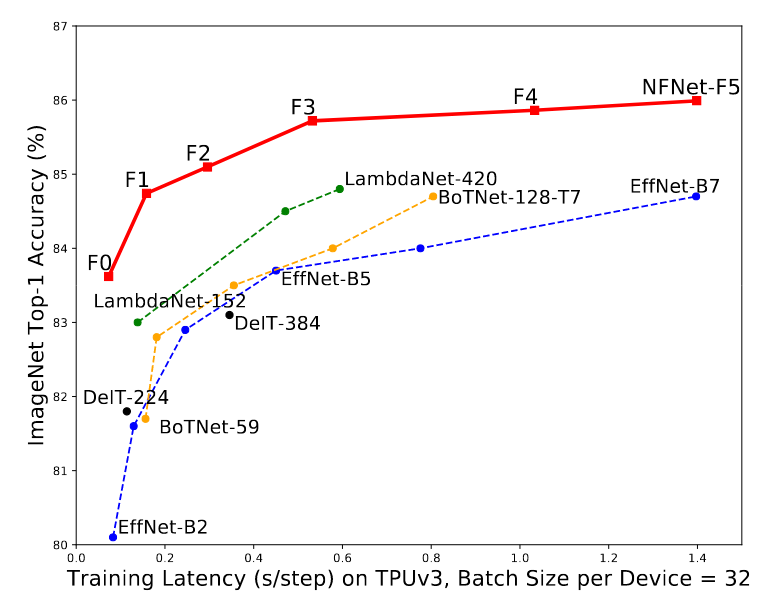 87
86
85
84
83
82
81
80
ImageNet Top-1 Accuracy (%)
NFNet-F5
F4
F3
F2
F1
F0
LambdaNet-420
EffNet-B7
BoTNet-128-T7
EffNet-B5
LambdaNet-152
DeIT-384
DeIT-224
BoTNet-59
EffNet-B2
0.0 0.2 0.4 0.6 0.8 1.0 1.2 1.4
Training Latency (s/step) on TPUv3, Batch Size per Device = 32